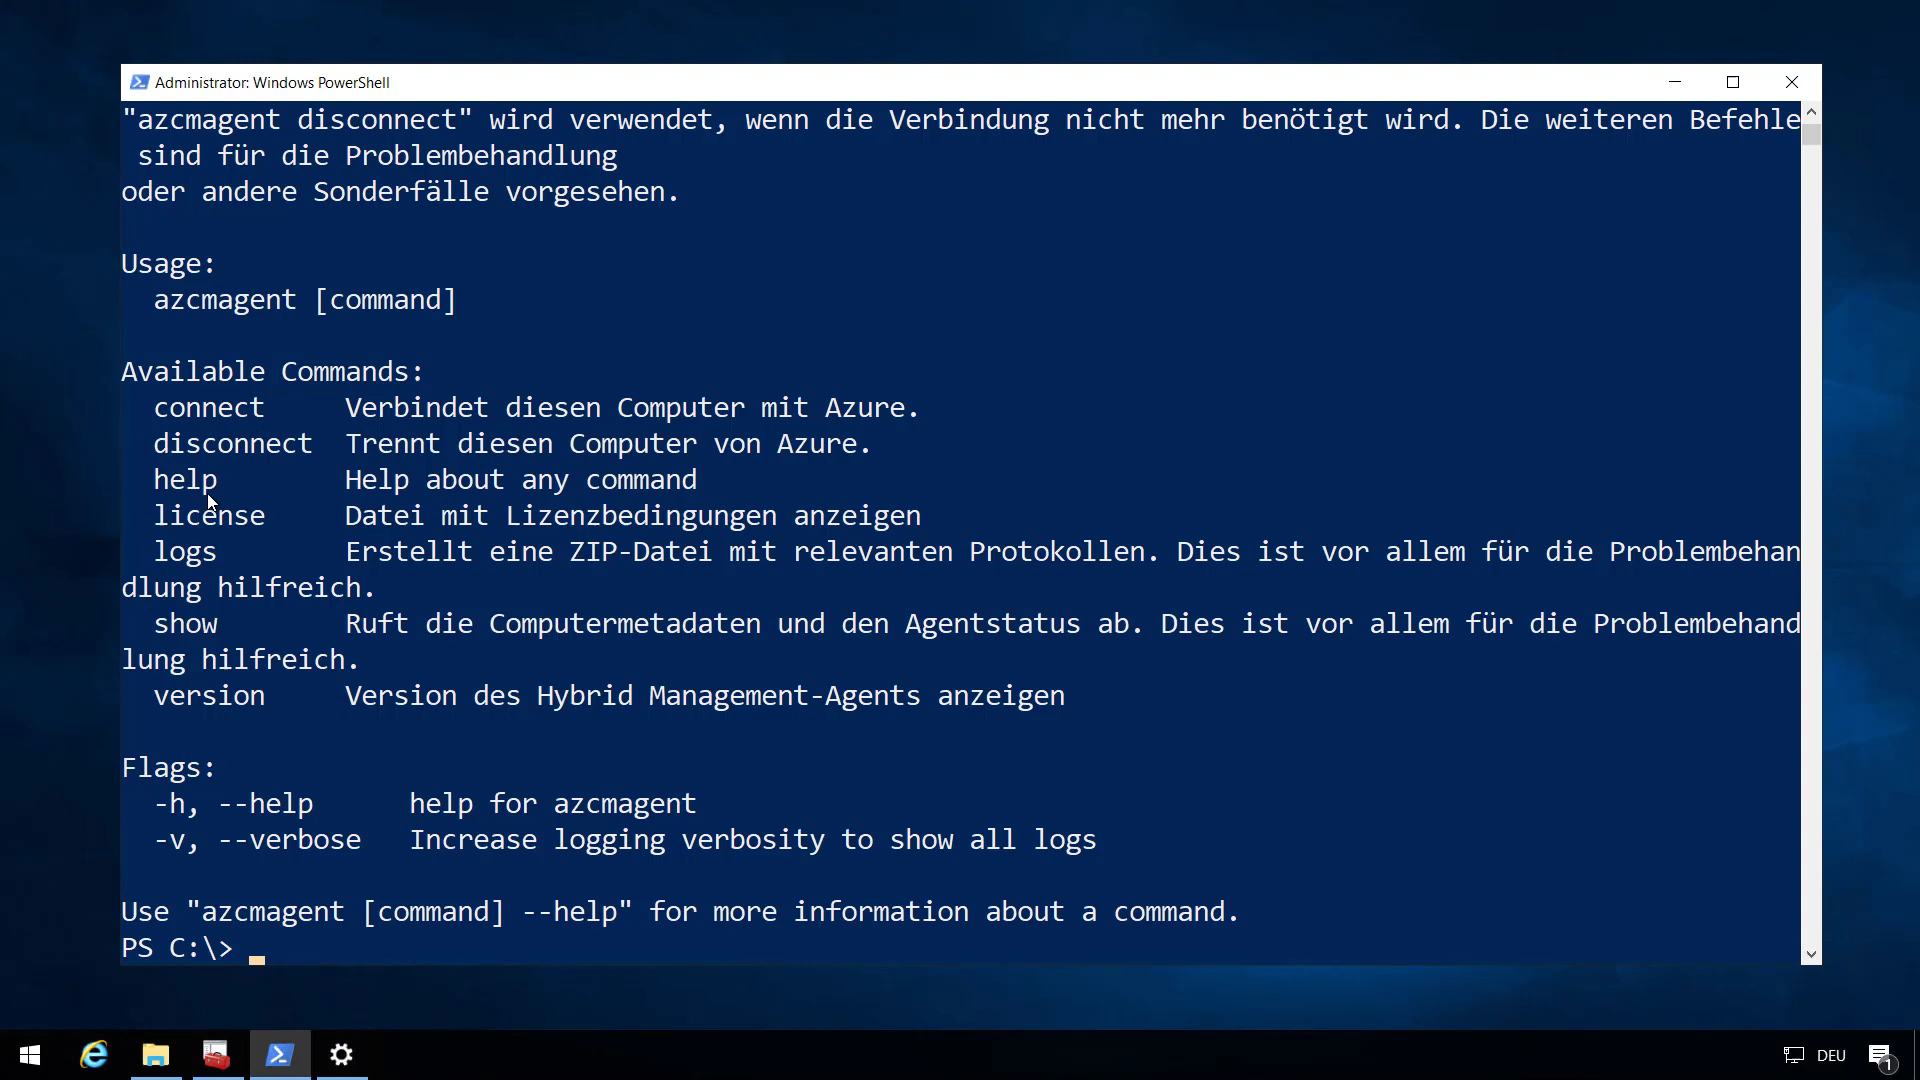 Administrator: Windows PowerShell
"azcmagent disconnect" wird verwendet, wenn die Verbindung nicht mehr benötigt wird. Die weiteren Befehle
 sind für die Problembehandlung
oder andere Sonderfälle vorgesehen.
Usage:
  azcmagent [command]
Available Commands:
  connect     Verbindet diesen Computer mit Azure.
  disconnect  Trennt diesen Computer von Azure.
  help        Help about any command
  license     Datei mit Lizenzbedingungen anzeigen
  logs        Erstellt eine ZIP-Datei mit relevanten Protokollen. Dies ist vor allem für die Problembehan
dlung hilfreich.
  show        Ruft die Computermetadaten und den Agentstatus ab. Dies ist vor allem für die Problembehand
lung hilfreich.
  version     Version des Hybrid Management-Agents anzeigen
Flags:
  -h, --help      help for azcmagent
  -v, --verbose   Increase logging verbosity to show all logs
Use "azcmagent [command] --help" for more information about a command.
PS C:\>
DEU
1